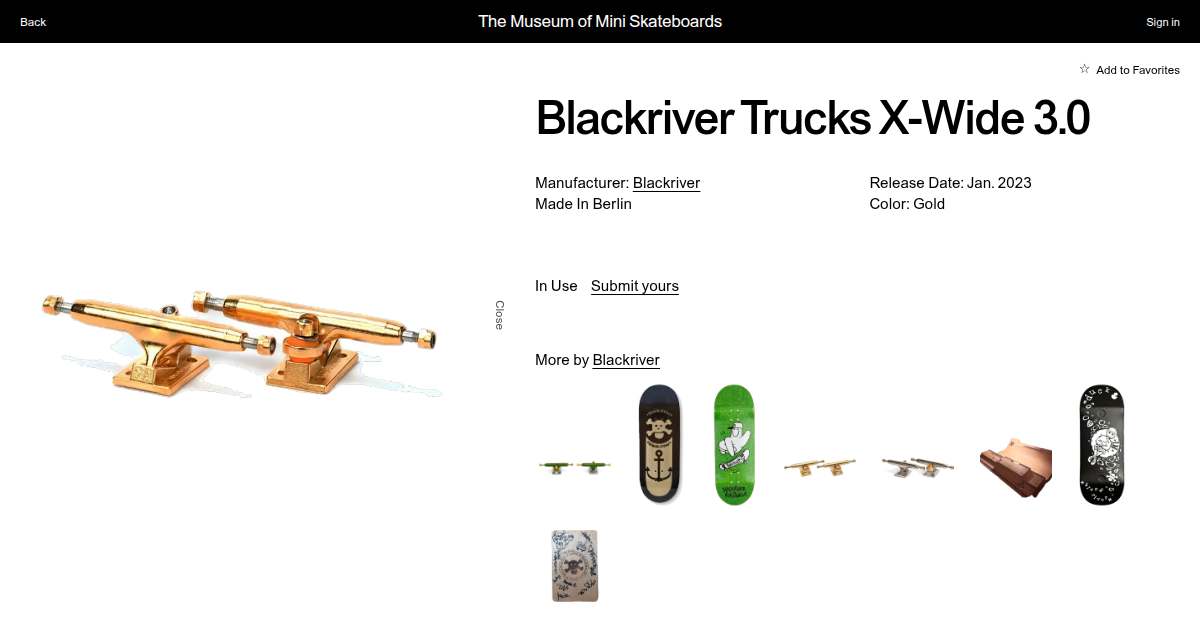 Back
The Museum of Mini Skateboards
Sign in
☆ Add to Favorites
Blackriver Trucks X-Wide 3.0
Manufacturer: Blackriver
Made In Berlin
Release Date: Jan. 2023
Color: Gold
Close
In Use Submit yours
More by Blackriver